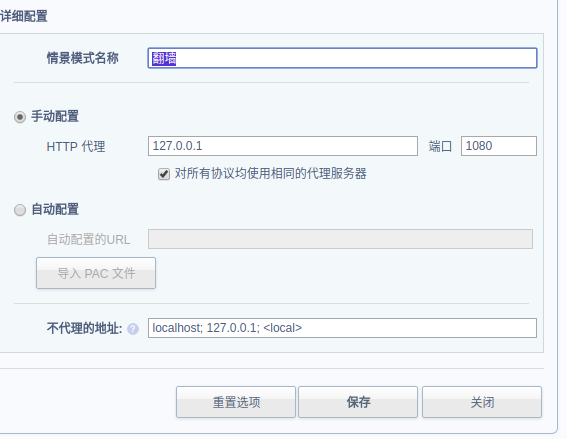 详细配置
情景模式名称 翻墙
手动配置
HTTP 代理 127.0.0.1 端口 1080
对所有协议均使用相同的代理服务器
自动配置
自动配置的URL
导入 PAC 文件
不代理的地址: ? localhost; 127.0.0.1; <local>
重置选项 保存 关闭